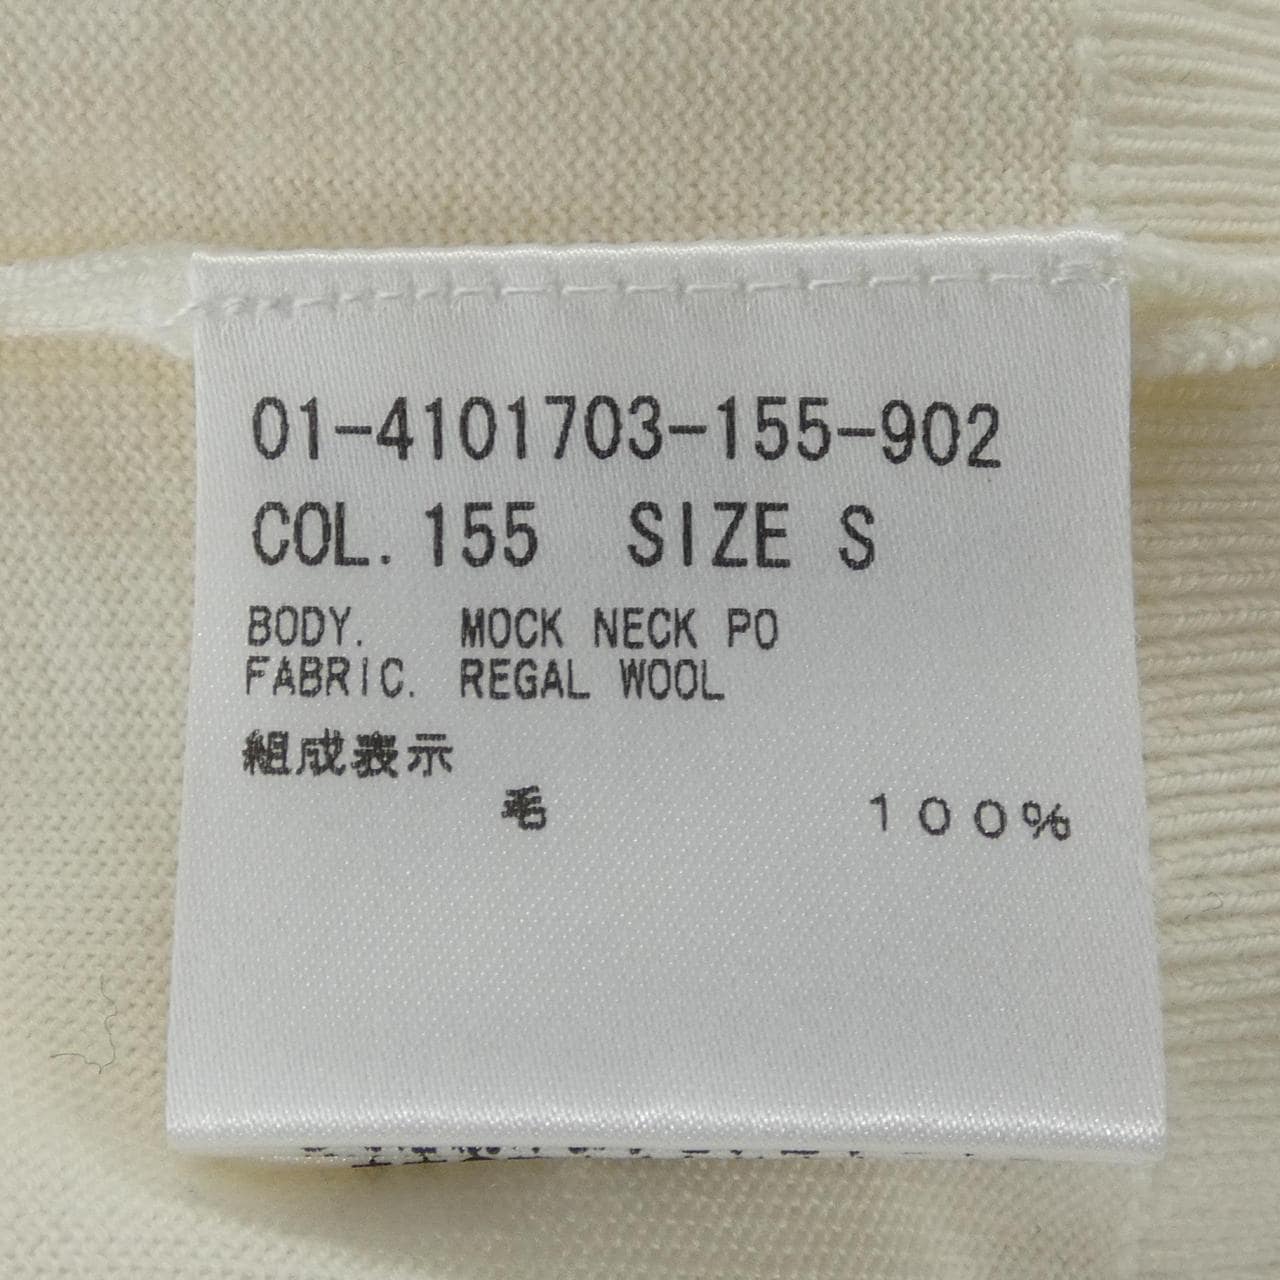 01-4101703-155-902
COL. 155 SIZE S
BODY. MOCK NECK PO
FABRIC. REGAL WOOL
組成表示
毛 100%